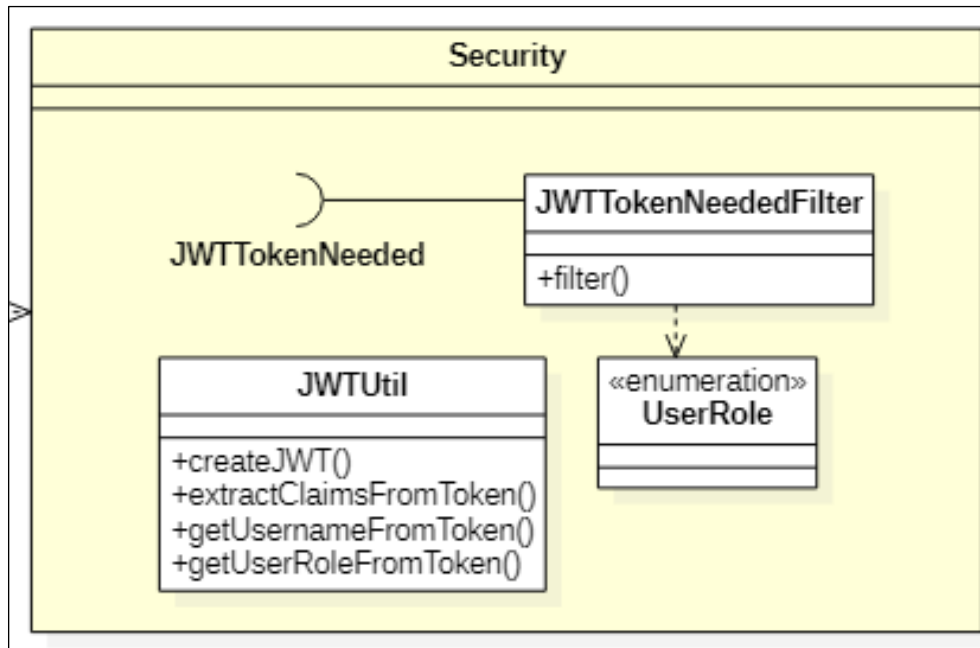 Security
JWTTokenNeededFilter
JWTTokenNeeded
+filter()
JWTUtil
+createJWT()
+extractClaimsFromToken()
+getUsernameFromToken()
+getUserRoleFromToken()
«enumeration»
UserRole